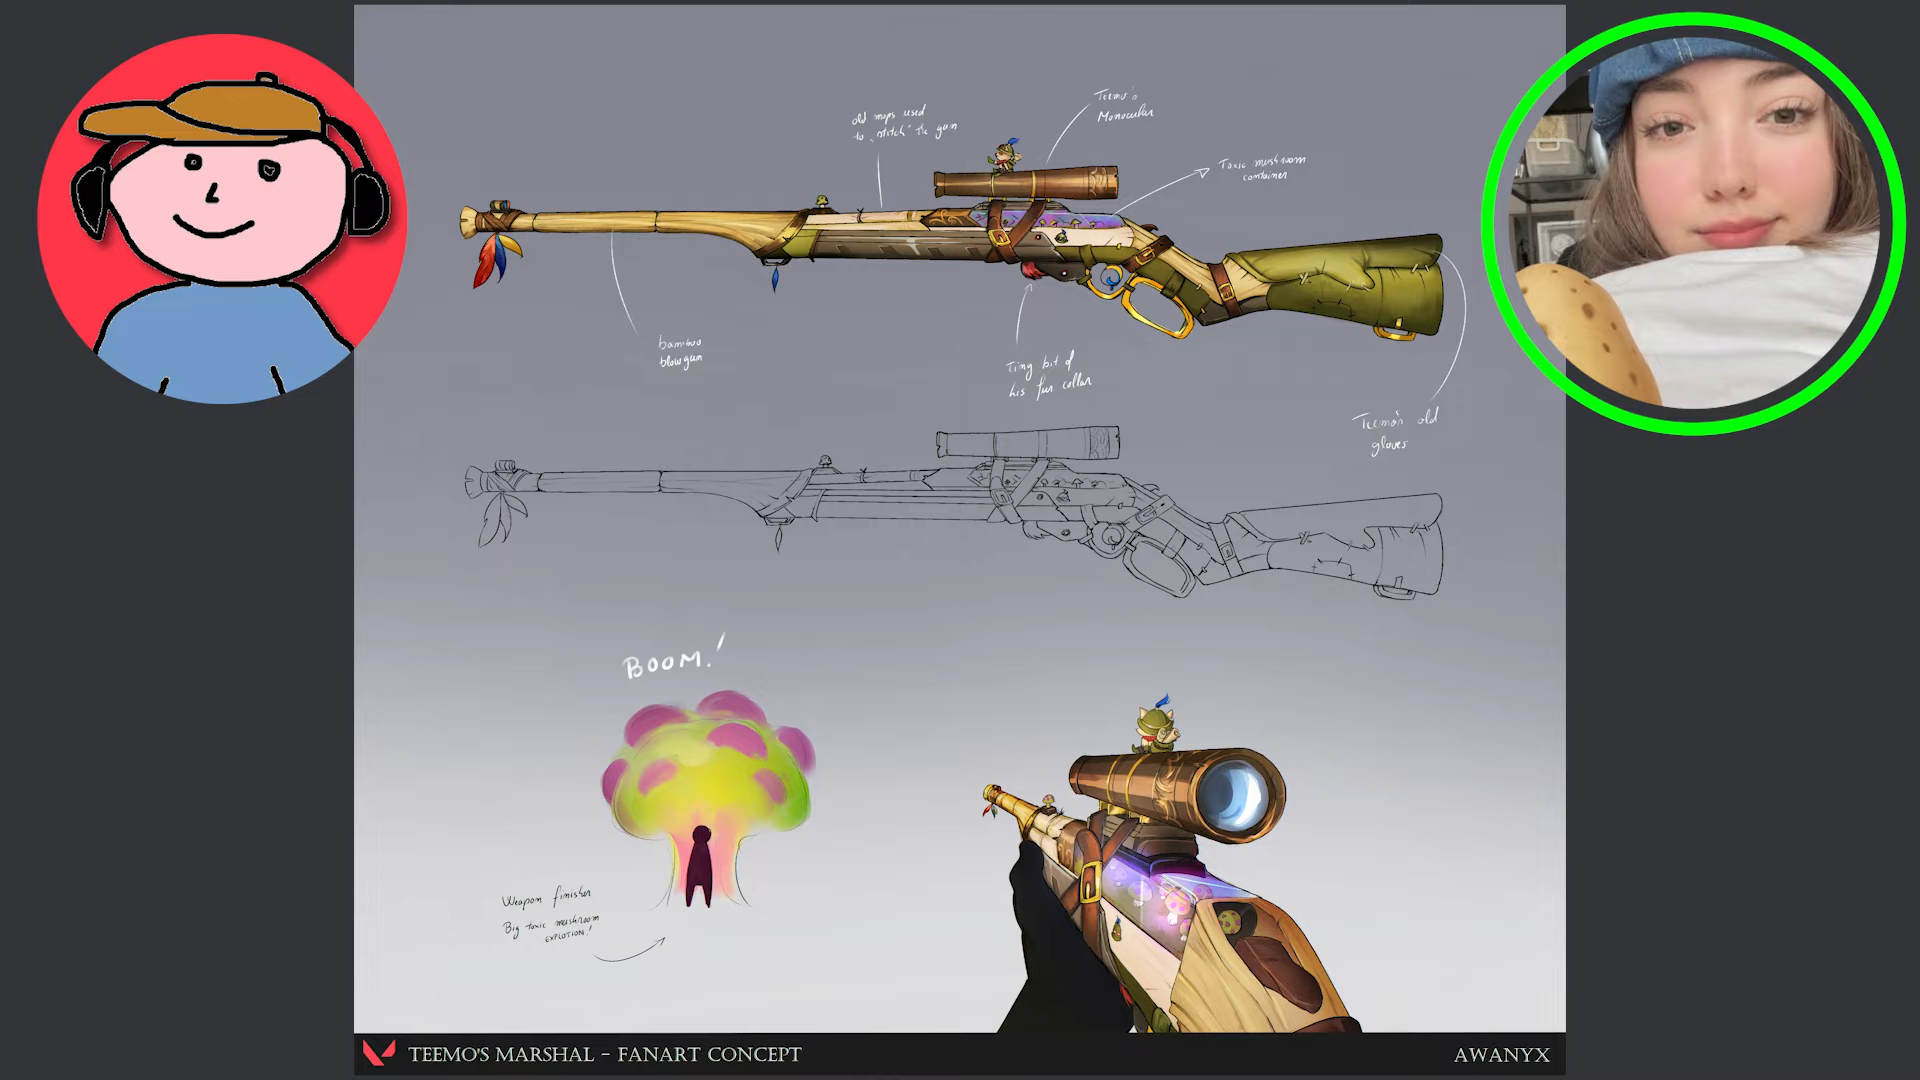 old maps used
to "stitch" the gun
Teemo's
Monocular
Toxic mushroom
container
bamboo
blowgun
Tiny bit of
his fur collar
Teemo's old
gloves
BOOM!
Weapon finisher
Big toxic mushroom
EXPLOTION!
TEEMO'S MARSHAL - FANART CONCEPT
AWANYX